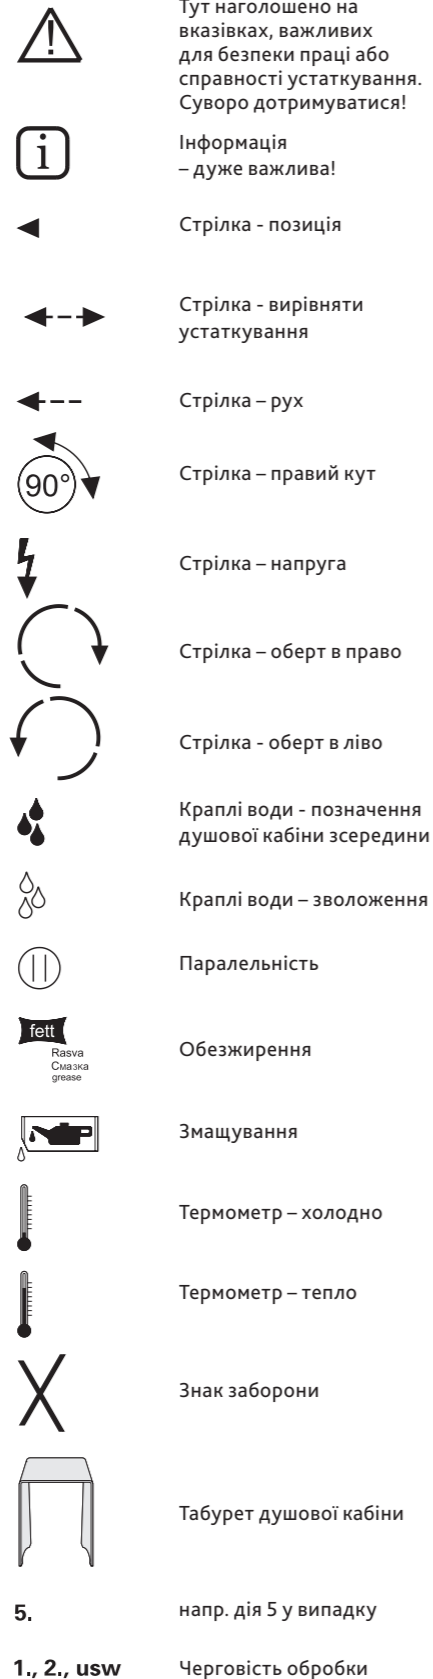 Тут наголошено на
вказівках, важливих
для безпеки праці або
справності устаткування.
Суворо дотримуватися!
i
Інформація
– дуже важлива!
Стрілка - позиція
Стрілка - вирівняти
устаткування
Стрілка – рух
90°
Стрілка – правий кут
Стрілка – напруга
Стрілка – оберт в право
Стрілка - оберт в ліво
Краплі води - позначення
душової кабіни зсередини
Краплі води – зволоження
Паралельність
fett
Rasva
Смазка
grease
Обезжирення
Змащування
Термометр – холодно
Термометр – тепло
Знак заборони
Табурет душової кабіни
5. напр. дія 5 у випадку
1., 2., usw Черговість обробки